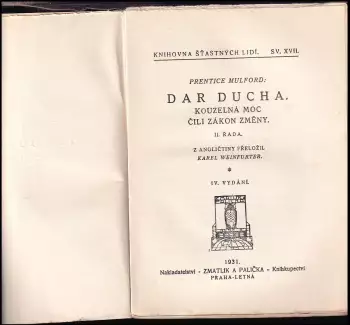 KNIHOVNA ŠŤASTNÝCH LIDÍ. SV. XVII.
PRENTICE MULFORD:
DAR DUCHA.
KOUZELNÁ MOC
ČILI ZÁKON ZMĚNY.
II. ŘADA.
Z ANGLIČTINY PŘELOŽIL
KAREL WEINFURTER.
*
IV. VYDÁNÍ.
1931.
Nakladatelství - ZMATLÍK A PALIČKA - Knihkupectví
PRAHA-LETNÁ